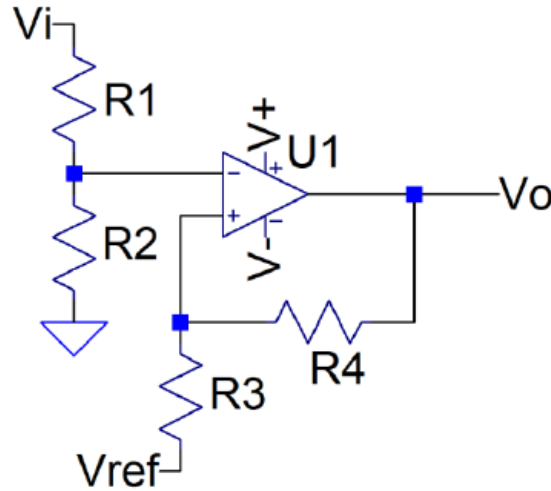 Vi
R1
V+
U1
-
+
+
-
Vo
R2
V-
R4
R3
Vref